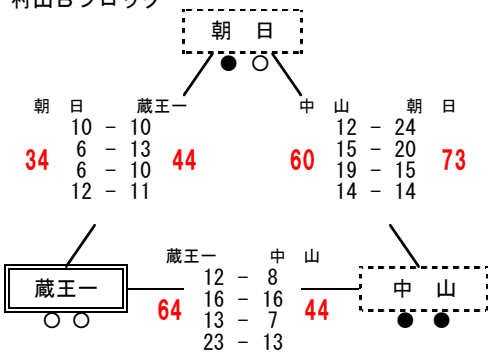 村山Bブロック
朝 日
● ○
朝 日 蔵王一
34 44
10 - 10
6 - 13
6 - 10
12 - 11
中 山 朝 日
60 73
12 - 24
15 - 20
19 - 15
14 - 14
蔵王一 中 山
64 44
12 - 8
16 - 16
13 - 7
23 - 13
蔵王一
○ ○
中 山
● ●